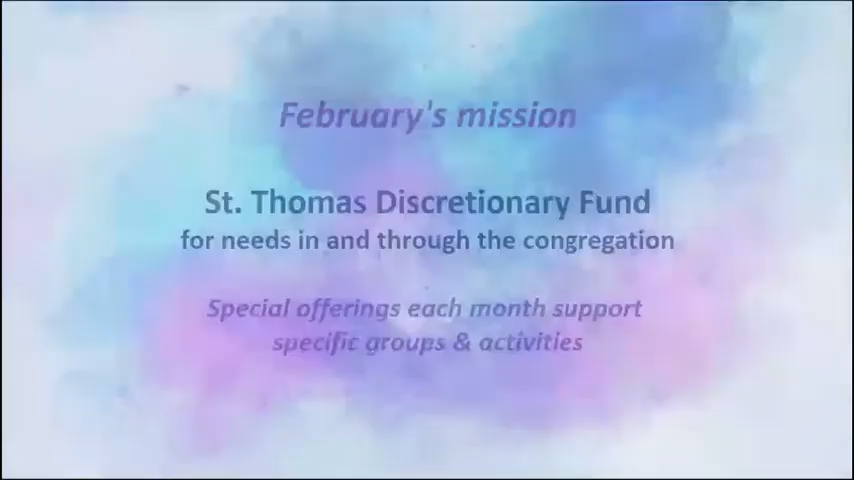 February's mission
St. Thomas Discretionary Fund
for needs in and through the congregation
Special offerings each month support
specific groups & activities